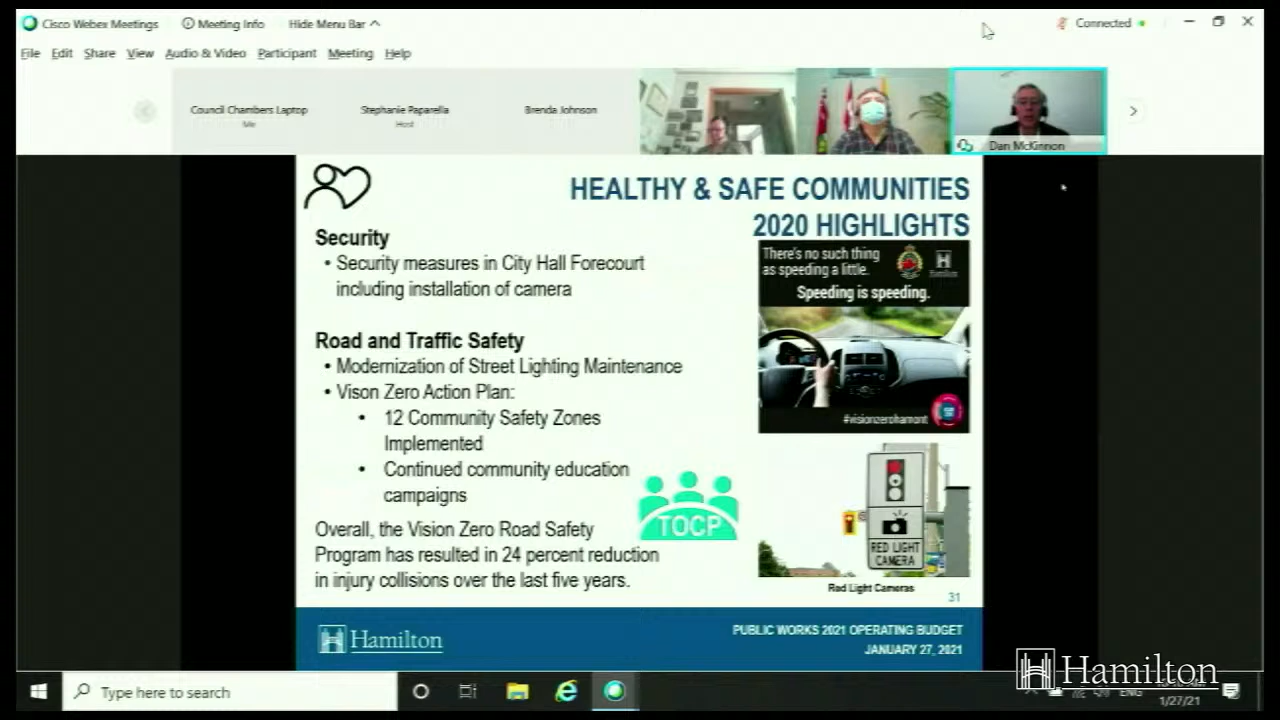 Cisco Webex Meetings
Meeting Info
Hide Menu Bar
Connected
File Edit Share View Audio & Video Participant Meeting Help
Council Chambers Laptop
Me
Stephanie Paparella
Host
Brenda Johnson
Dan McKinnon
HEALTHY & SAFE COMMUNITIES
2020 HIGHLIGHTS
Security
• Security measures in City Hall Forecourt
including installation of camera
Road and Traffic Safety
• Modernization of Street Lighting Maintenance
• Vison Zero Action Plan:
• 12 Community Safety Zones
Implemented
• Continued community education
campaigns
Overall, the Vision Zero Road Safety
Program has resulted in 24 percent reduction
in injury collisions over the last five years.
TOCP
There's no such thing
as speeding a little.
Hamilton
Speeding is speeding.
#visionzerohamont
RED LIGHT
CAMERA
Red Light Cameras
31
Hamilton
PUBLIC WORKS 2021 OPERATING BUDGET
JANUARY 27, 2021
Hamilton
Type here to search
ENG
1/27/21